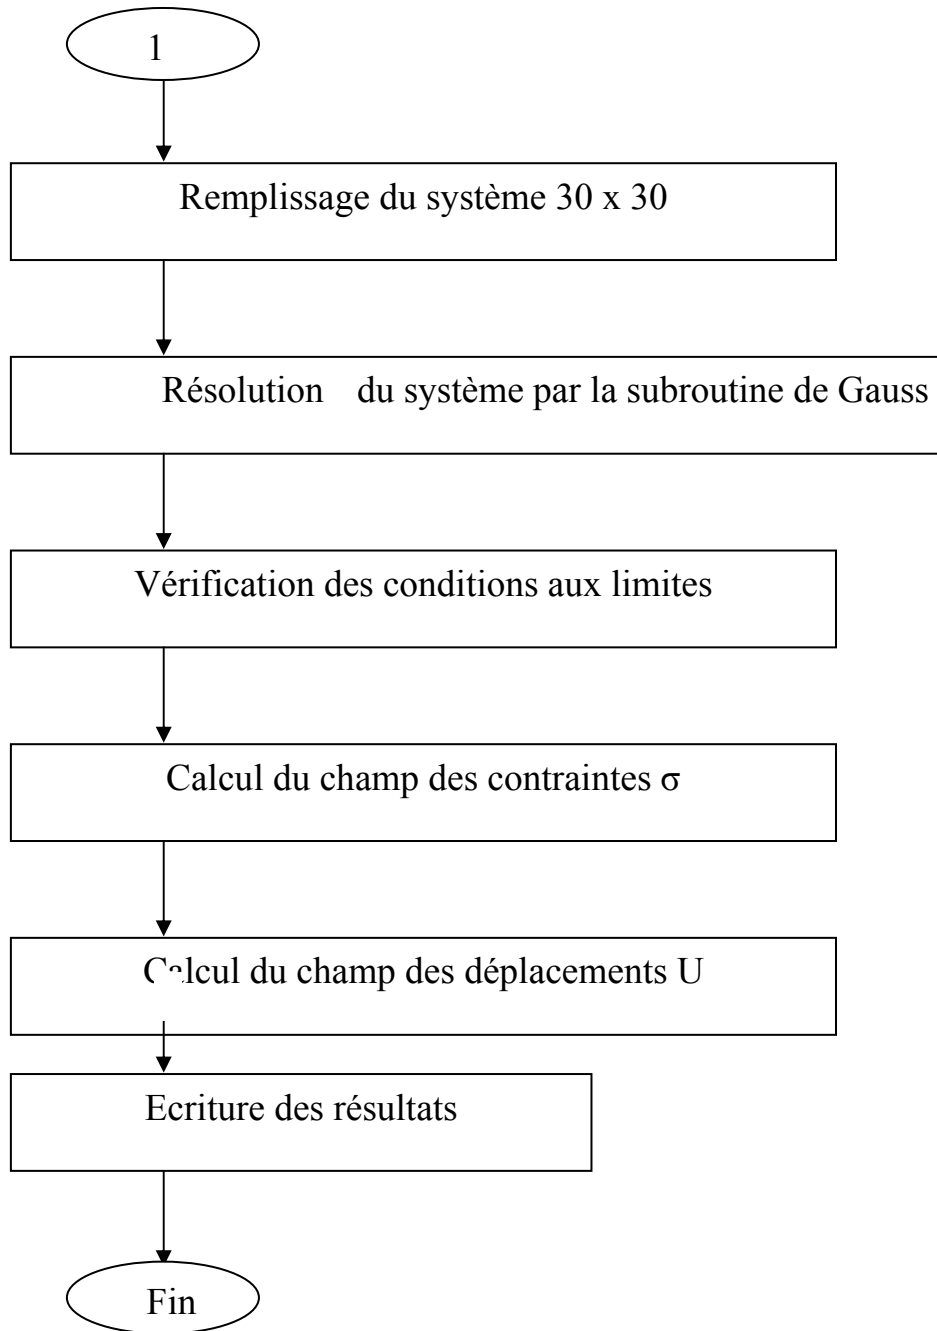 1
Remplissage du système 30 x 30
Résolution du système par la subroutine de Gauss
Vérification des conditions aux limites
Calcul du champ des contraintes σ
Calcul du champ des déplacements U
Ecriture des résultats
Fin